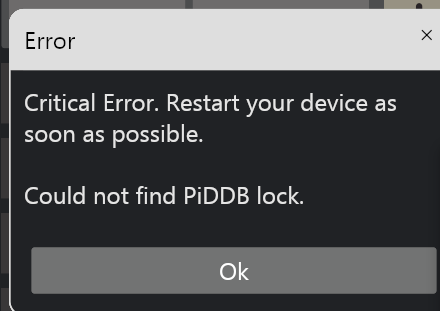 Error
Critical Error. Restart your device as
soon as possible.
Could not find PiDDB lock.
Ok